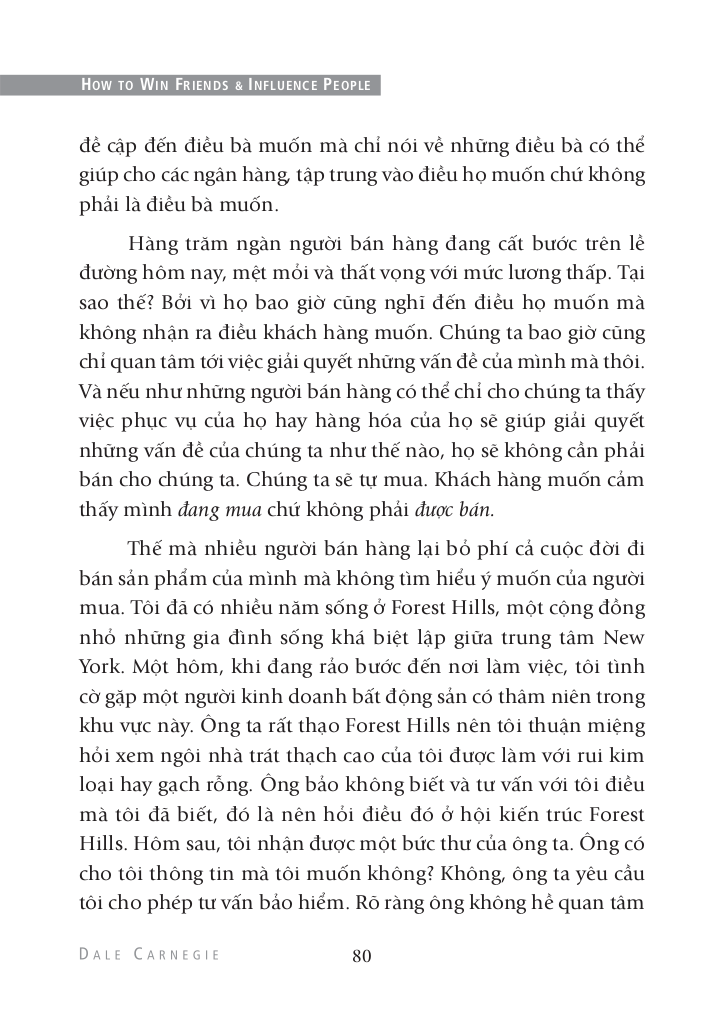 HOW TO WIN FRIENDS & INFLUENCE PEOPLE
đề cập đến điều bà muốn mà chỉ nói về những điều bà có thể
giúp cho các ngân hàng, tập trung vào điều họ muốn chứ không
phải là điều bà muốn.
Hàng trăm ngàn người bán hàng đang cất bước trên lề
đường hôm nay, mệt mỏi và thất vọng với mức lương thấp. Tại
sao thế? Bởi vì họ bao giờ cũng nghĩ đến điều họ muốn mà
không nhận ra điều khách hàng muốn. Chúng ta bao giờ cũng
chỉ quan tâm tới việc giải quyết những vấn đề của mình mà thôi.
Và nếu như những người bán hàng có thể chỉ cho chúng ta thấy
việc phục vụ của họ hay hàng hóa của họ sẽ giúp giải quyết
những vấn đề của chúng ta như thế nào, họ sẽ không cần phải
bán cho chúng ta. Chúng ta sẽ tự mua. Khách hàng muốn cảm
thấy mình đang mua chứ không phải được bán.
Thế mà nhiều người bán hàng lại bỏ phí cả cuộc đời đi
bán sản phẩm của mình mà không tìm hiểu ý muốn của người
mua. Tôi đã có nhiều năm sống ở Forest Hills, một cộng đồng
nhỏ những gia đình sống khá biệt lập giữa trung tâm New
York. Một hôm, khi đang rảo bước đến nơi làm việc, tôi tình
cờ gặp một người kinh doanh bất động sản có thâm niên trong
khu vực này. Ông ta rất thạo Forest Hills nên tôi thuận miệng
hỏi xem ngôi nhà trát thạch cao của tôi được làm với rui kim
loại hay gạch rỗng. Ông bảo không biết và tư vấn với tôi điều
mà tôi đã biết, đó là nên hỏi điều đó ở hội kiến trúc Forest
Hills. Hôm sau, tôi nhận được một bức thư của ông ta. Ông có
cho tôi thông tin mà tôi muốn không? Không, ông ta yêu cầu
tôi cho phép tư vấn bảo hiểm. Rõ ràng ông không hề quan tâm
DALE CARNEGIE 80